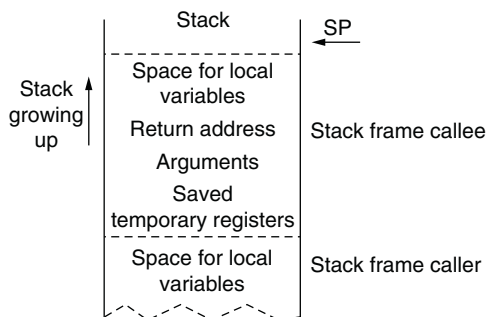 Stack
SP
Stack
growing
up
Space for local
variables
Return address
Arguments
Saved
temporary registers
Stack frame callee
Space for local
variables
Stack frame caller